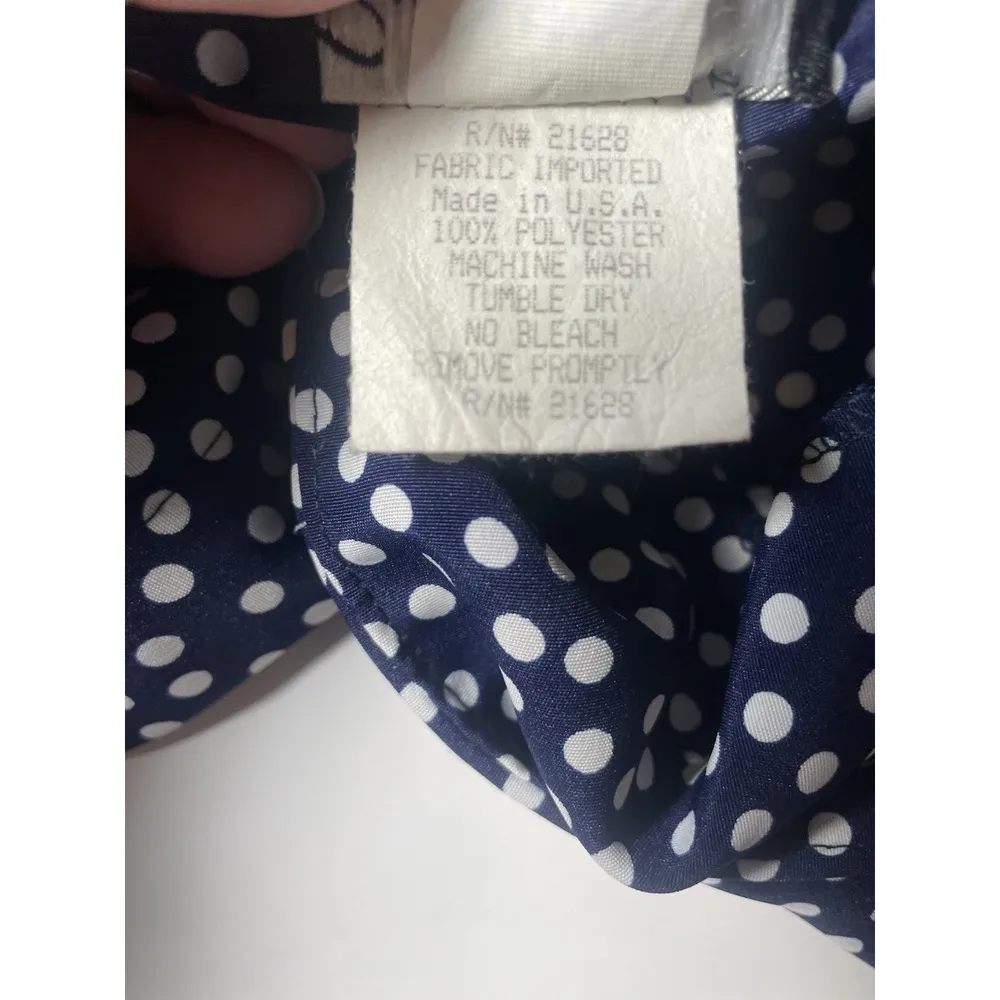 R/N# 21628
FABRIC IMPORTED
Made in U.S.A.
100% POLYESTER
MACHINE WASH
TUMBLE DRY
NO BLEACH
REMOVE PROMPTLY
R/N# 21628